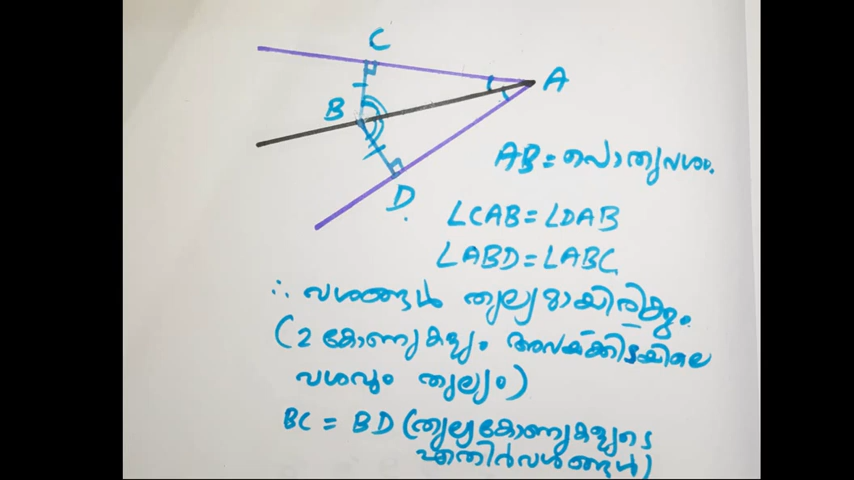 C
A
B
D
AB = പൊതുവശം.
∠CAB = ∠DAB
∠ABD = ∠ABC
∴ വശങ്ങൾ തുല്യമായിരിക്കും.
(2 കോണുകളും അവയ്ക്കിടയിലെ
വശവും തുല്യം)
BC = BD (തുല്യകോണുകളുടെ
എതിർവശങ്ങൾ)